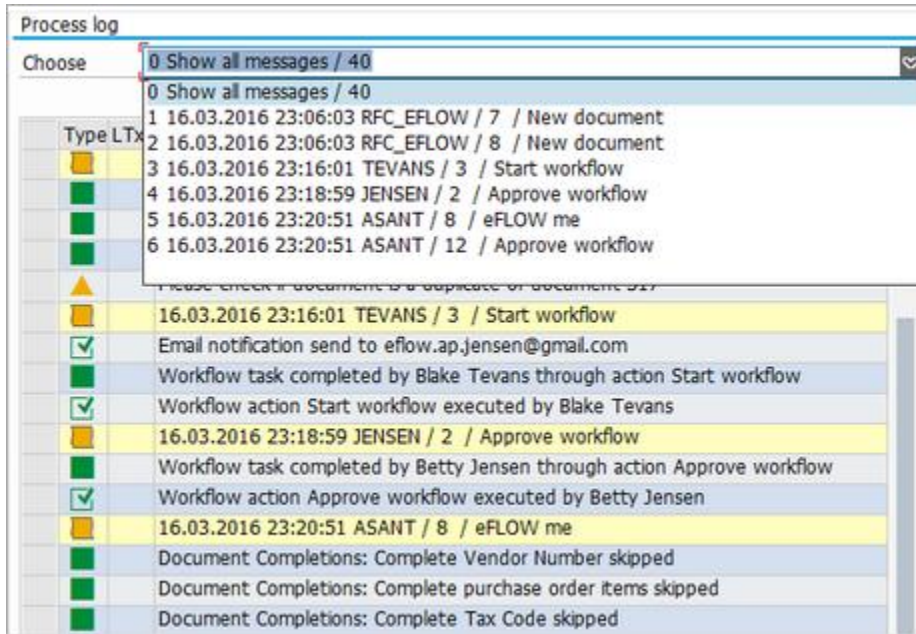 Process log
Choose
0 Show all messages / 40
0 Show all messages / 40
1 16.03.2016 23:06:03 RFC_EFLOW / 7 / New document
2 16.03.2016 23:06:03 RFC_EFLOW / 8 / New document
3 16.03.2016 23:16:01 TEVANS / 3 / Start workflow
4 16.03.2016 23:18:59 JENSEN / 2 / Approve workflow
5 16.03.2016 23:20:51 ASANT / 8 / eFLOW me
6 16.03.2016 23:20:51 ASANT / 12 / Approve workflow
Type LTx
Please check if document is a duplicate of document 317
16.03.2016 23:16:01 TEVANS / 3 / Start workflow
Email notification send to eflow.ap.jensen@gmail.com
Workflow task completed by Blake Tevans through action Start workflow
Workflow action Start workflow executed by Blake Tevans
16.03.2016 23:18:59 JENSEN / 2 / Approve workflow
Workflow task completed by Betty Jensen through action Approve workflow
Workflow action Approve workflow executed by Betty Jensen
16.03.2016 23:20:51 ASANT / 8 / eFLOW me
Document Completions: Complete Vendor Number skipped
Document Completions: Complete purchase order items skipped
Document Completions: Complete Tax Code skipped